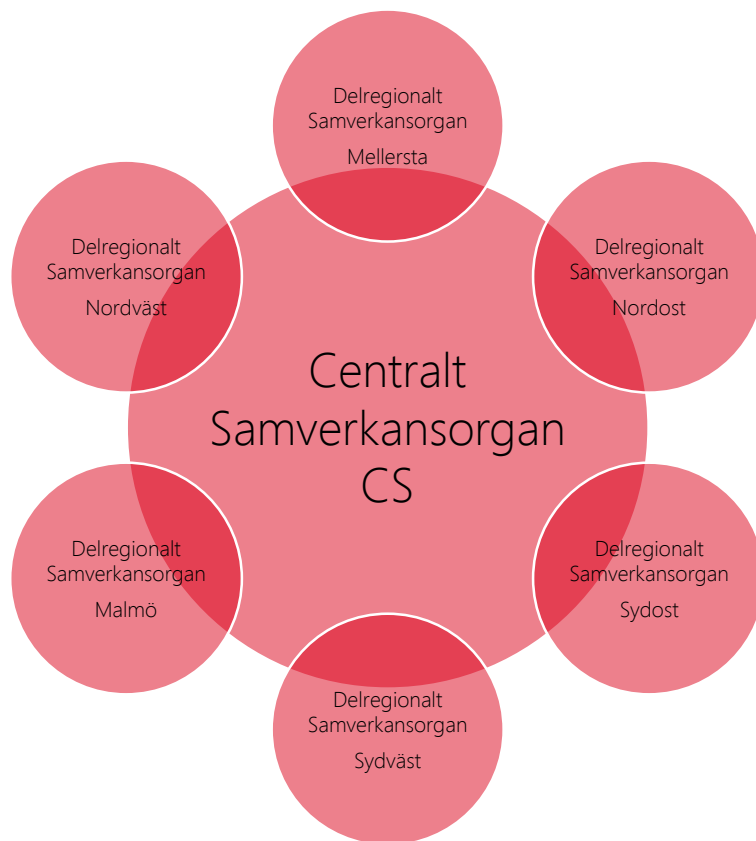 Delregionalt
Samverkansorgan
Mellersta
Delregionalt
Samverkansorgan
Nordväst
Delregionalt
Samverkansorgan
Nordost
Centralt
Samverkansorgan
CS
Delregionalt
Samverkansorgan
Malmö
Delregionalt
Samverkansorgan
Sydost
Delregionalt
Samverkansorgan
Sydväst